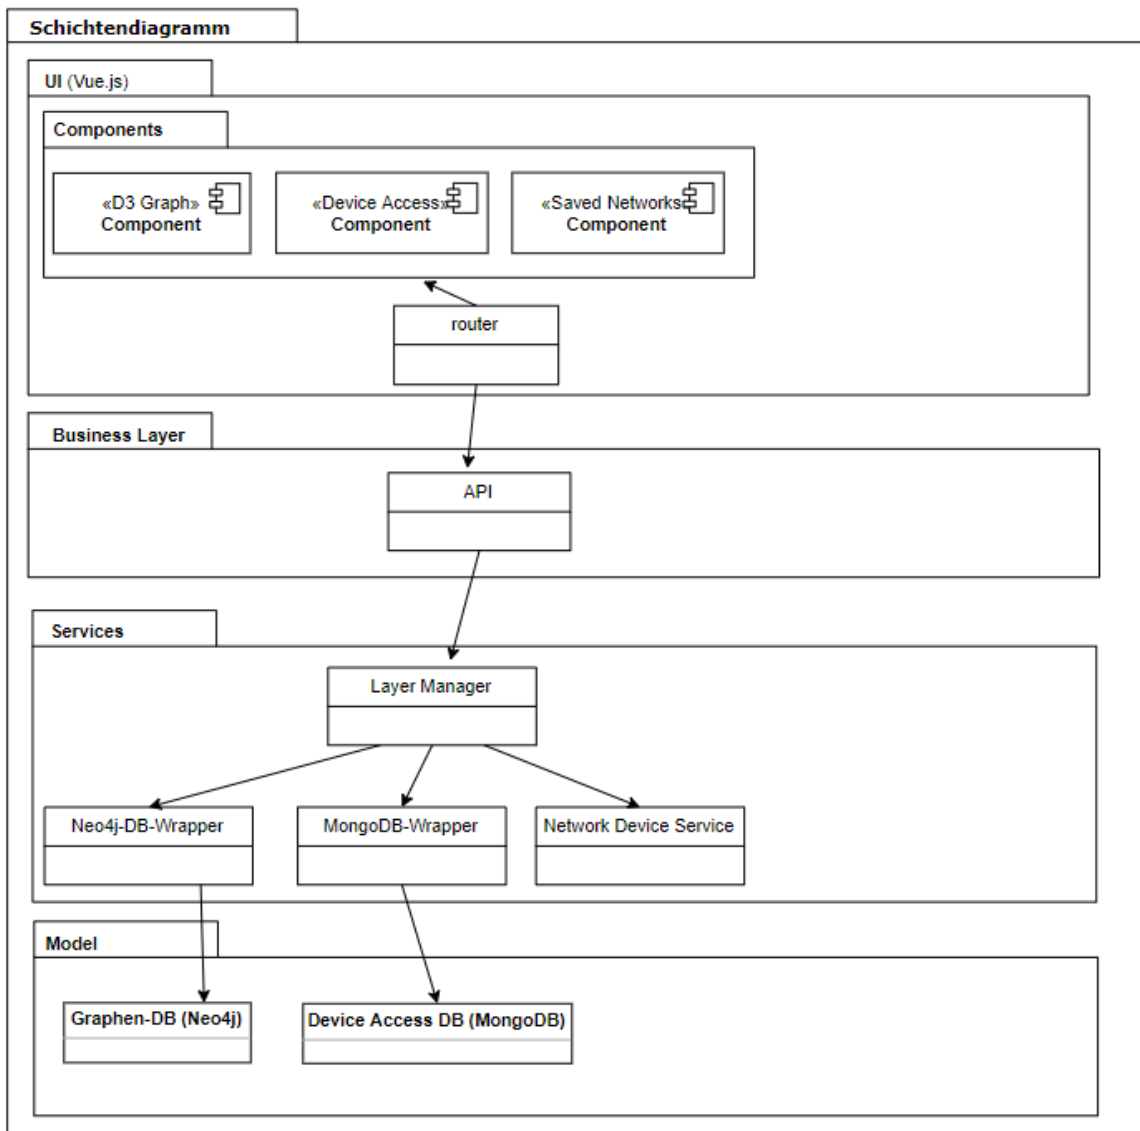 Schichtendiagramm
UI (Vue.js)
Components
«D3 Graph»
Component
«Device Access»
Component
«Saved Networks»
Component
router
Business Layer
API
Services
Layer Manager
Neo4j-DB-Wrapper
MongoDB-Wrapper
Network Device Service
Model
Graphen-DB (Neo4j)
Device Access DB (MongoDB)